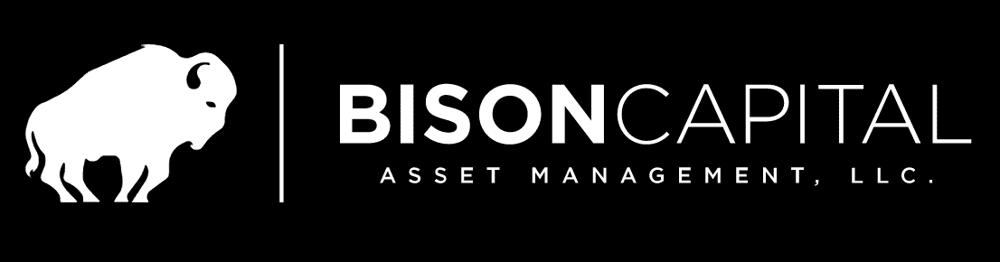 BISONCAPITAL
ASSET MANAGEMENT, LLC.